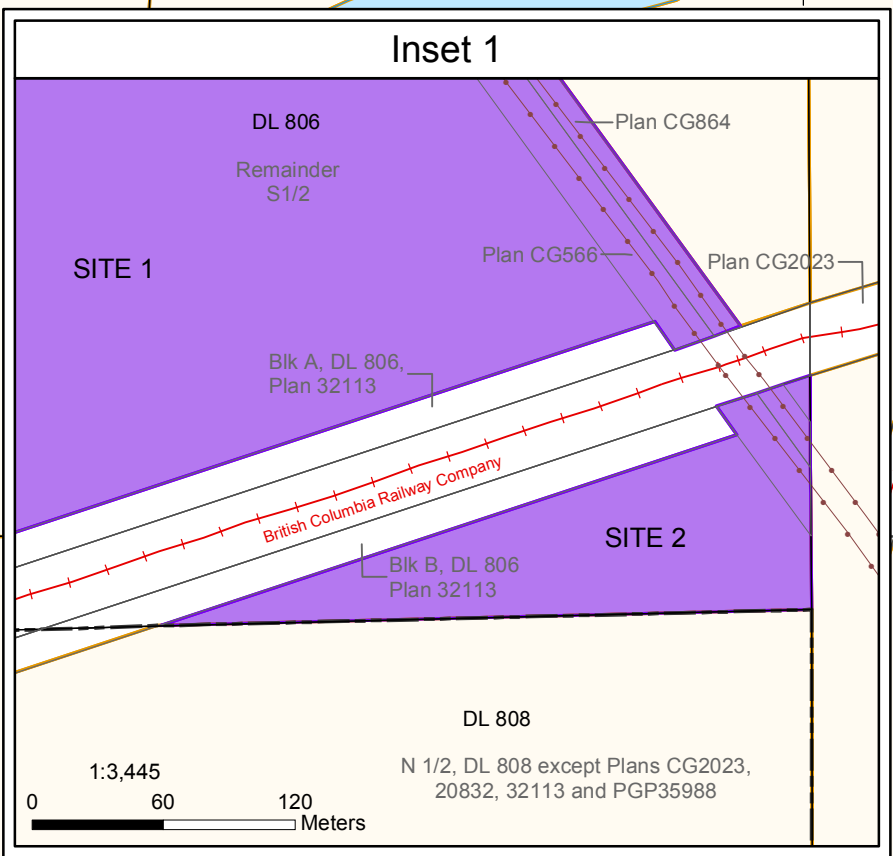 Inset 1
DL 806
Plan CG864
Remainder
S1/2
Plan CG566
Plan CG2023
SITE 1
Blk A, DL 806,
Plan 32113
British Columbia Railway Company
SITE 2
Blk B, DL 806
Plan 32113
DL 808
N 1/2, DL 808 except Plans CG2023,
20832, 32113 and PGP35988
1:3,445
0 60 120
Meters